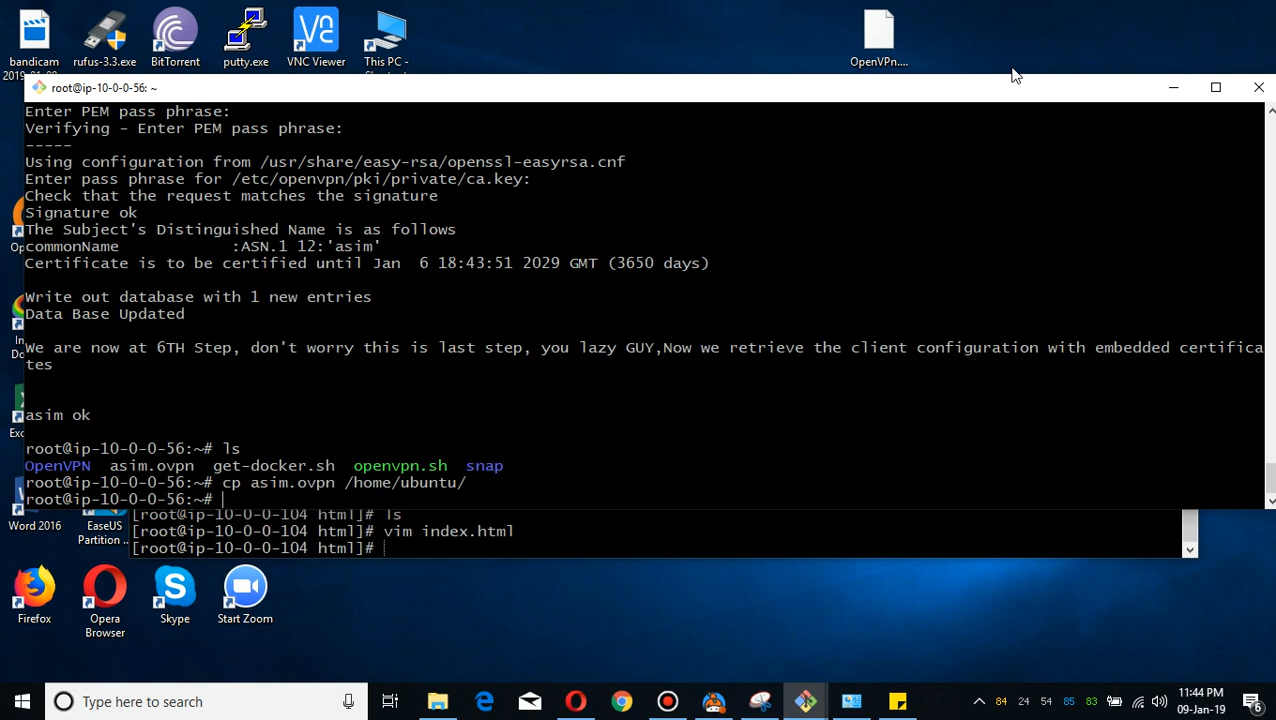 bandicam
2019-01-09
rufus-3.3.exe
BitTorrent
putty.exe
VNC Viewer
This PC -
OpenVPn....
root@ip-10-0-0-56: ~
Enter PEM pass phrase:
Verifying - Enter PEM pass phrase:
-----
Using configuration from /usr/share/easy-rsa/openssl-easyrsa.cnf
Enter pass phrase for /etc/openvpn/pki/private/ca.key:
Check that the request matches the signature
Signature ok
The Subject's Distinguished Name is as follows
commonName            :ASN.1 12:'asim'
Certificate is to be certified until Jan  6 18:43:51 2029 GMT (3650 days)
Write out database with 1 new entries
Data Base Updated
We are now at 6TH Step, don't worry this is last step, you lazy GUY,Now we retrieve the client configuration with embedded certifica
tes
asim ok
root@ip-10-0-0-56:~# ls
OpenVPN  asim.ovpn  get-docker.sh  openvpn.sh  snap
root@ip-10-0-0-56:~# cp asim.ovpn /home/ubuntu/
root@ip-10-0-0-56:~#
[root@ip-10-0-0-104 html]# ls
[root@ip-10-0-0-104 html]# vim index.html
[root@ip-10-0-0-104 html]#
Word 2016
EaseUS
Partition ...
Firefox
Opera
Browser
Skype
Start Zoom
Type here to search
84 24 54 85 83
11:44 PM
09-Jan-19
6